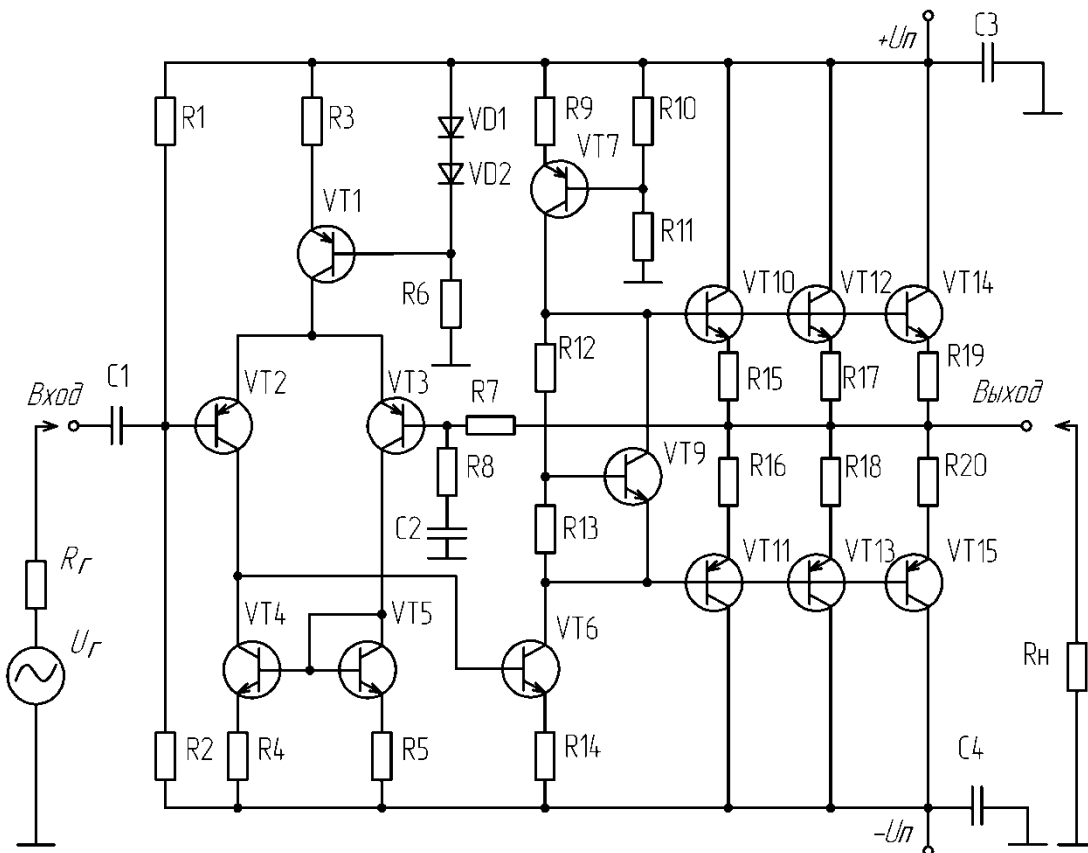 +Uп
C3
R1
R3
VD1
R9
R10
VT7
VD2
VT1
R11
R6
VT10
VT12
VT14
R12
R15
R17
R19
C1
Вход
VT2
VT3
R7
Выход
R8
VT9
R16
R18
R20
C2
R13
Rг
VT11
VT13
VT15
VT4
VT5
VT6
Uг
Rн
R2
R4
R5
R14
C4
−Uп